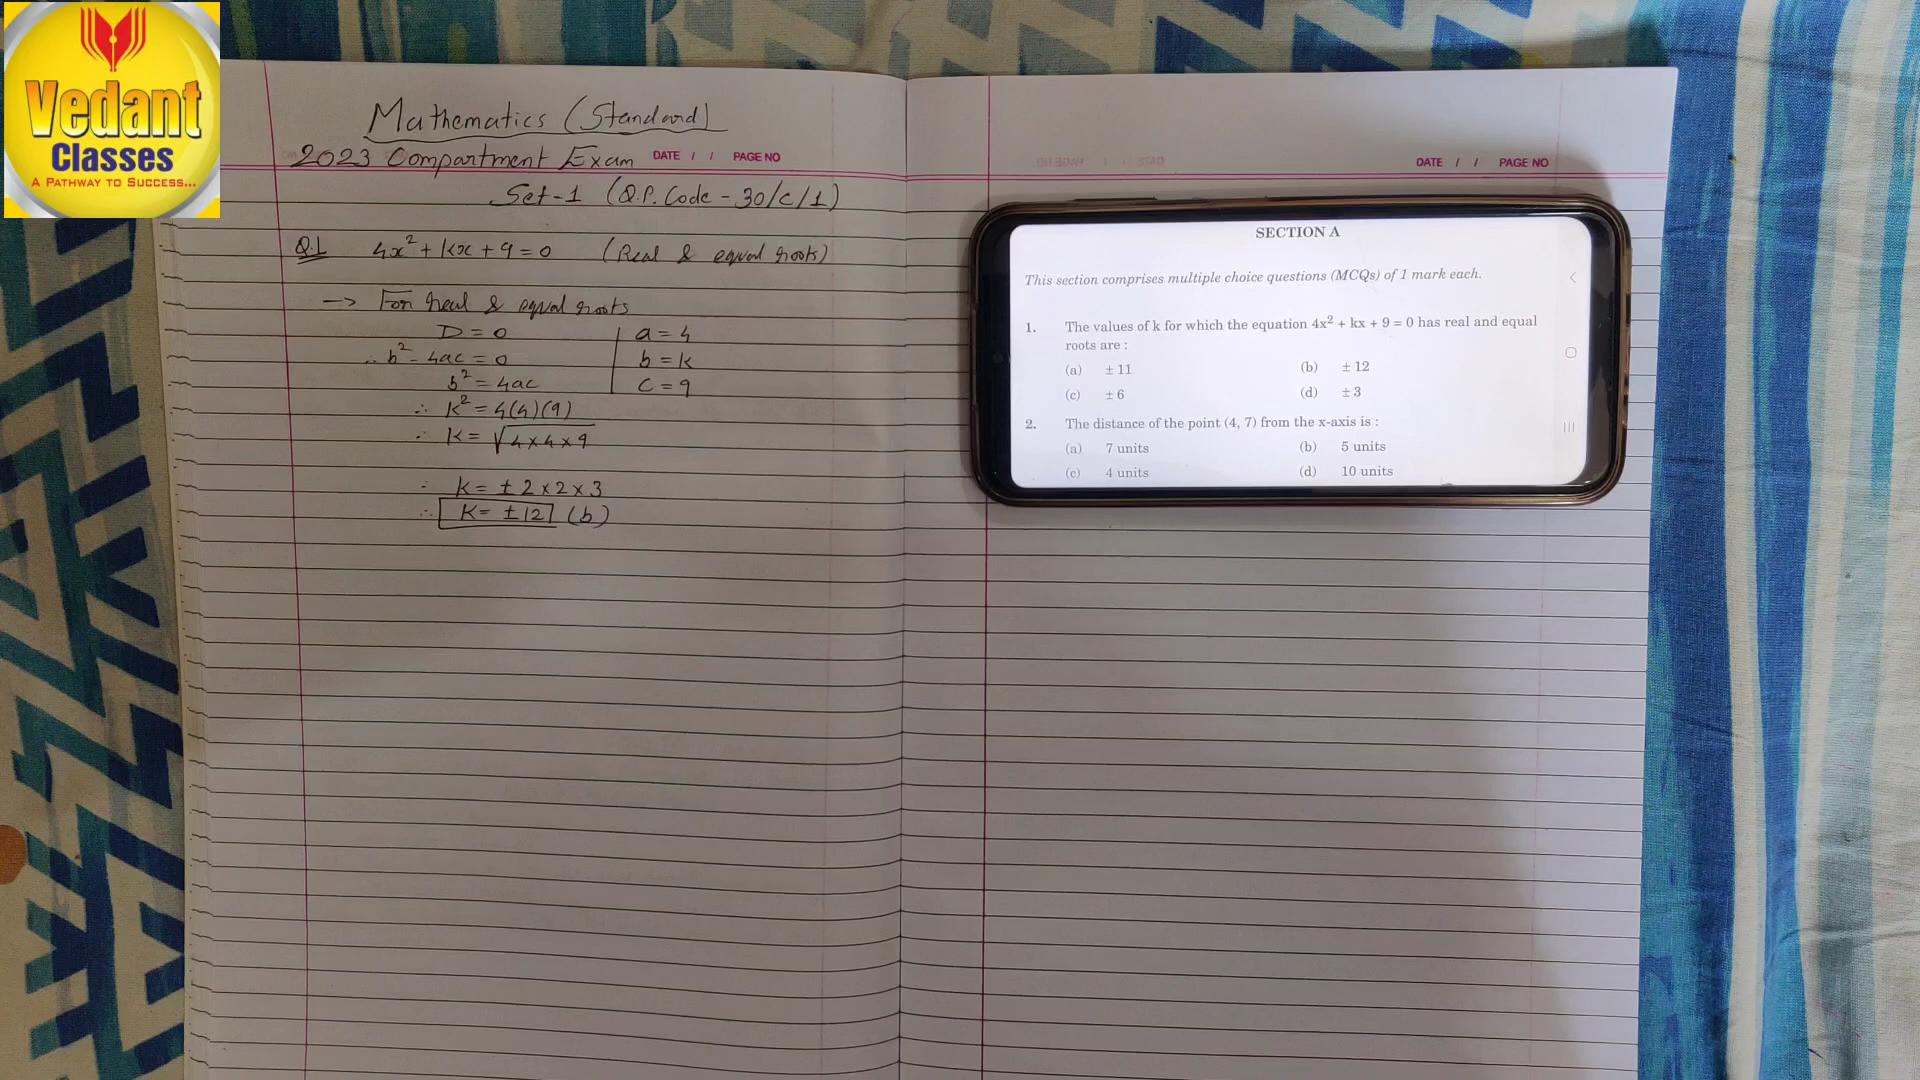 Vedant
Classes
A PATHWAY TO SUCCESS...
Mathematics (Standard)
2023 Compartment Exam
DATE / / PAGE NO
Set-1 (Q.P. Code - 30/C/1)
Q.1 4x² + kx + 9 = 0 (Real & equal roots)
→ For real & equal roots
D = 0
∴ b² - 4ac = 0
b² = 4ac
a = 4
b = k
c = 9
∴ k² = 4(4)(9)
∴ k = √4×4×9
∴ k = ± 2×2×3
∴ k = ±12 (b)
DATE / / PAGE NO
SECTION A
This section comprises multiple choice questions (MCQs) of 1 mark each.
1. The values of k for which the equation 4x² + kx + 9 = 0 has real and equal
roots are :
(a) ± 11 (b) ± 12
(c) ± 6 (d) ± 3
2. The distance of the point (4, 7) from the x-axis is :
(a) 7 units (b) 5 units
(c) 4 units (d) 10 units